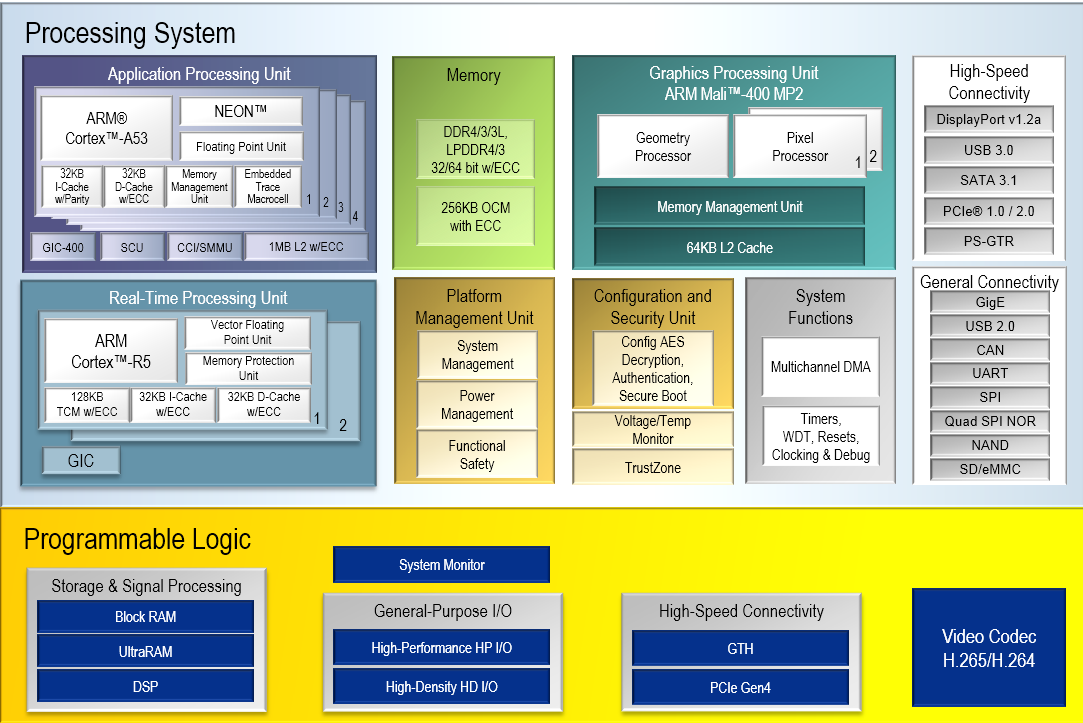 Processing System
Application Processing Unit
ARM®
Cortex™-A53
NEON™
Floating Point Unit
32KB
I-Cache
w/Parity
32KB
D-Cache
w/ECC
Memory
Management
Unit
Embedded
Trace
Macrocell
1
2
3
4
GIC-400
SCU
CCI/SMMU
1MB L2 w/ECC
Memory
DDR4/3/3L,
LPDDR4/3
32/64 bit w/ECC
256KB OCM
with ECC
Graphics Processing Unit
ARM Mali™-400 MP2
Geometry
Processor
Pixel
Processor
1
2
Memory Management Unit
64KB L2 Cache
High-Speed
Connectivity
DisplayPort v1.2a
USB 3.0
SATA 3.1
PCIe® 1.0 / 2.0
PS-GTR
Real-Time Processing Unit
ARM
Cortex™-R5
Vector Floating
Point Unit
Memory Protection
Unit
128KB
TCM w/ECC
32KB I-Cache
w/ECC
32KB D-Cache
w/ECC
1
2
GIC
Platform
Management Unit
System
Management
Power
Management
Functional
Safety
Configuration and
Security Unit
Config AES
Decryption,
Authentication,
Secure Boot
Voltage/Temp
Monitor
TrustZone
System
Functions
Multichannel DMA
Timers,
WDT, Resets,
Clocking & Debug
General Connectivity
GigE
USB 2.0
CAN
UART
SPI
Quad SPI NOR
NAND
SD/eMMC
Programmable Logic
Storage & Signal Processing
Block RAM
UltraRAM
DSP
System Monitor
General-Purpose I/O
High-Performance HP I/O
High-Density HD I/O
High-Speed Connectivity
GTH
PCIe Gen4
Video Codec
H.265/H.264